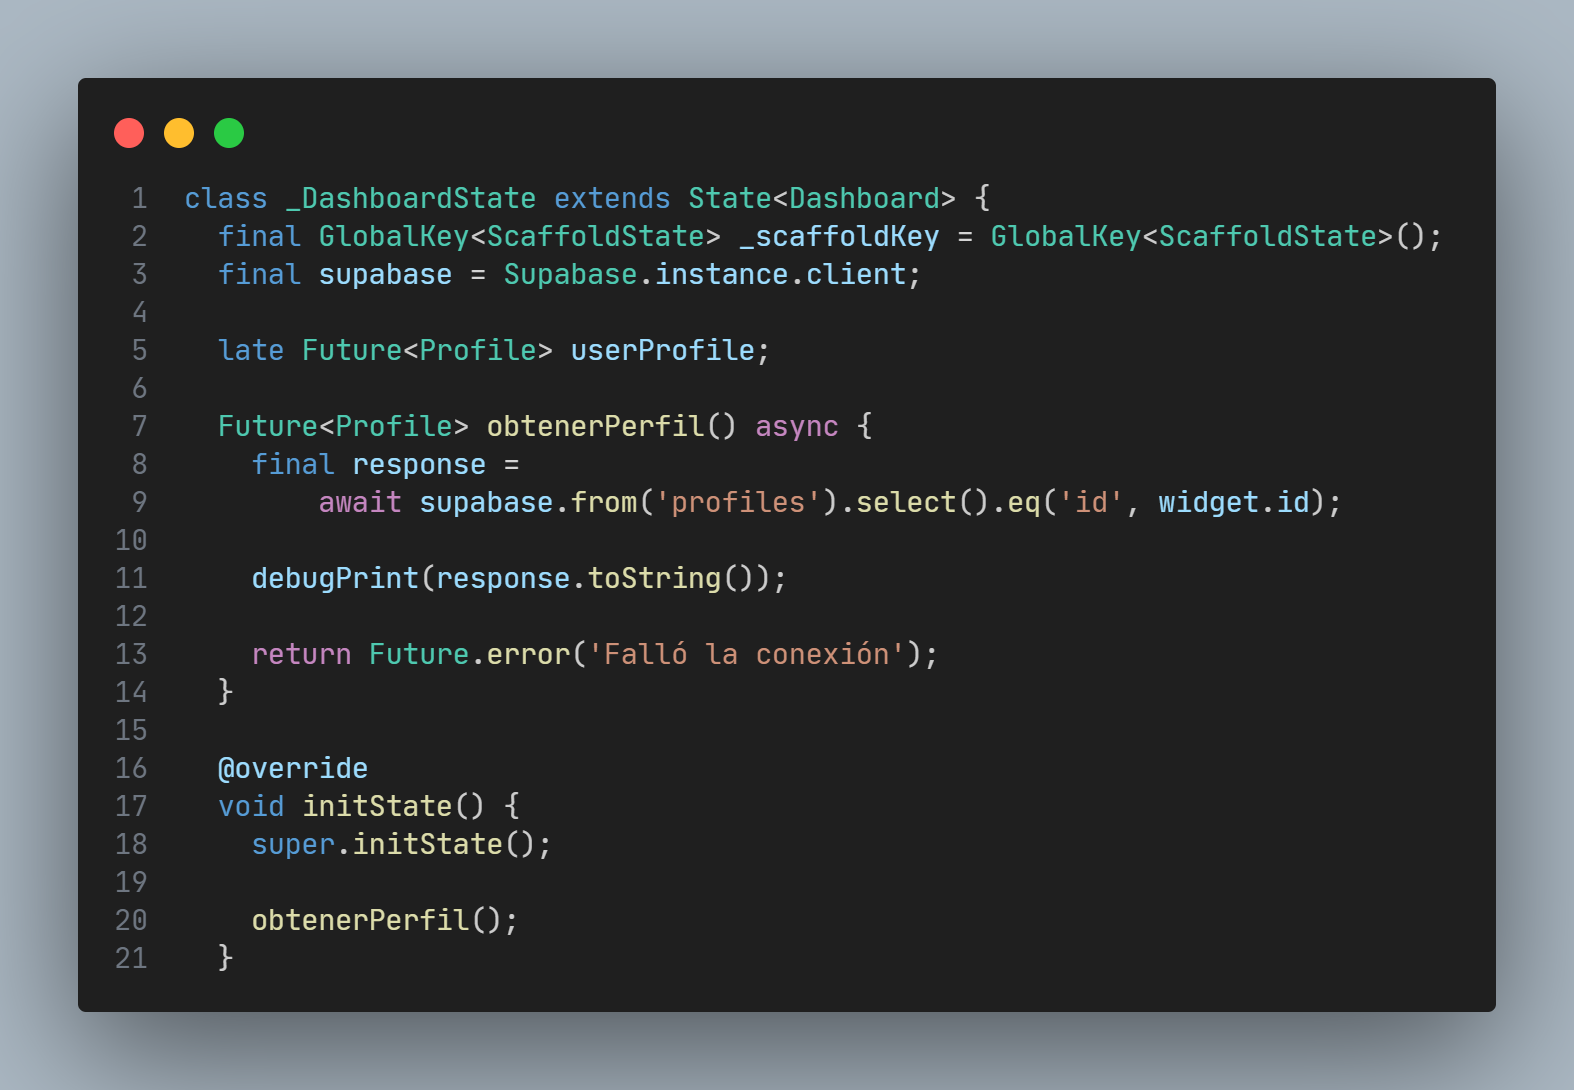 1 class _DashboardState extends State<Dashboard> {
2 final GlobalKey<ScaffoldState> _scaffoldKey = GlobalKey<ScaffoldState>();
3 final supabase = Supabase.instance.client;
4
5 late Future<Profile> userProfile;
6
7 Future<Profile> obtenerPerfil() async {
8 final response =
9 await supabase.from('profiles').select().eq('id', widget.id);
10
11 debugPrint(response.toString());
12
13 return Future.error('Falló la conexión');
14 }
15
16 @override
17 void initState() {
18 super.initState();
19
20 obtenerPerfil();
21 }